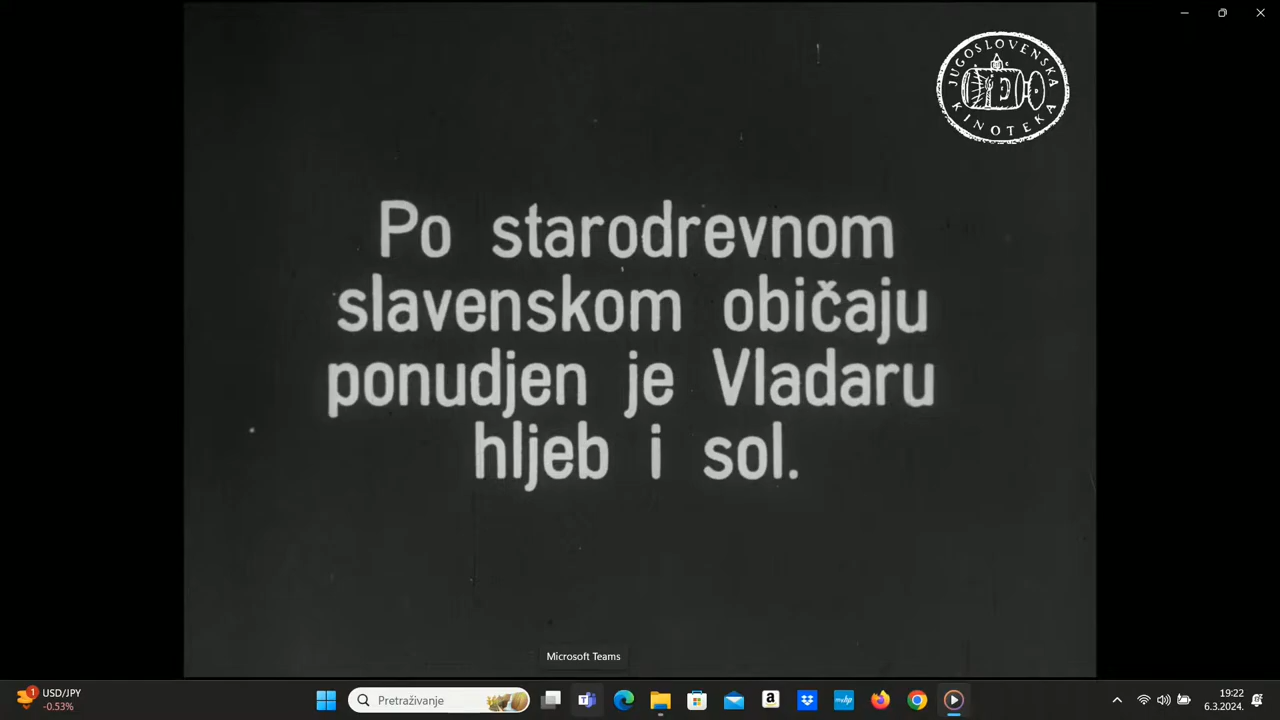 JUGOSLOVENSKA
KINOTEKA
Po starodrevnom
slavenskom običaju
ponudjen je Vladaru
hljeb i sol.
Microsoft Teams
1
USD/JPY
-0.53%
Pretraživanje
19:22
6.3.2024.